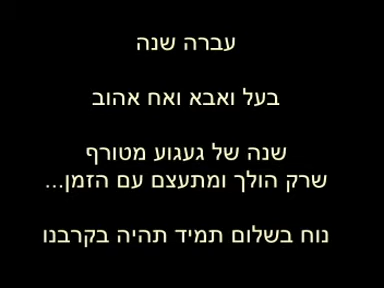 עברה שנה
בעל ואבא ואח אהוב
שנה של געגוע מטורף
שרק הולך ומתעצם עם הזמן...
נוח בשלום תמיד תהיה בקרבנו